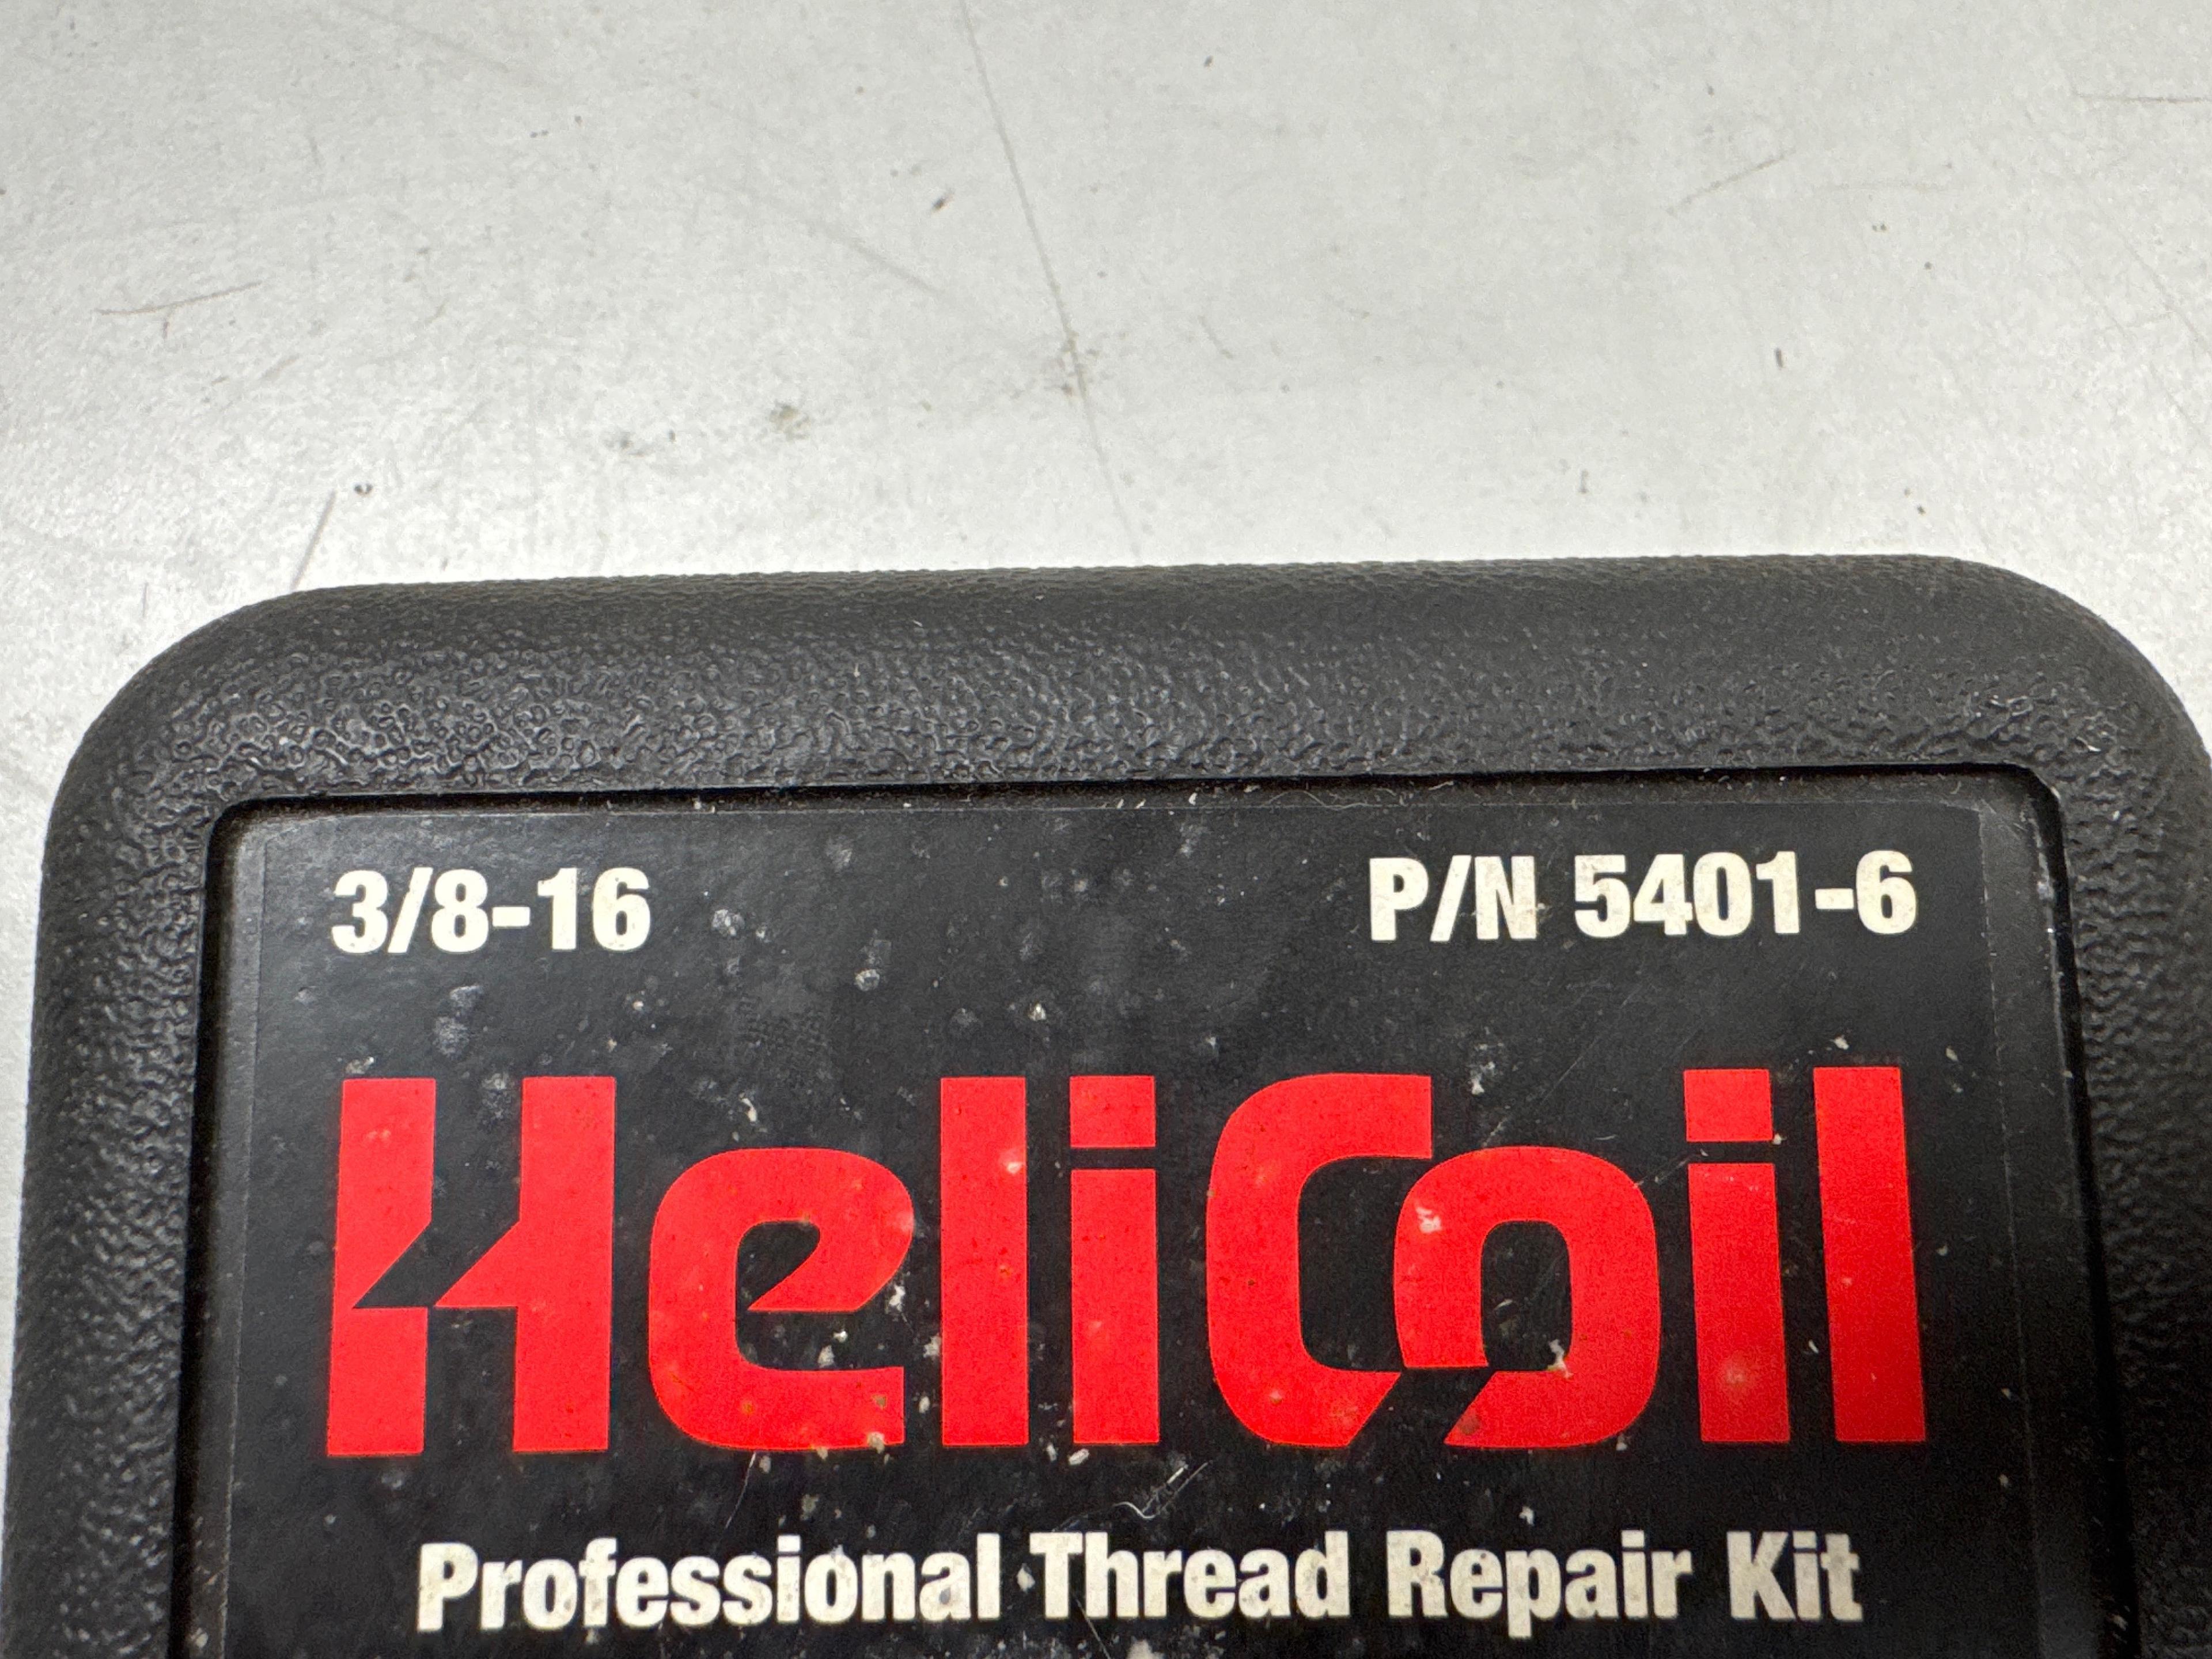 3/8-16 P/N 5401-6
HeliCoil
Professional Thread Repair Kit